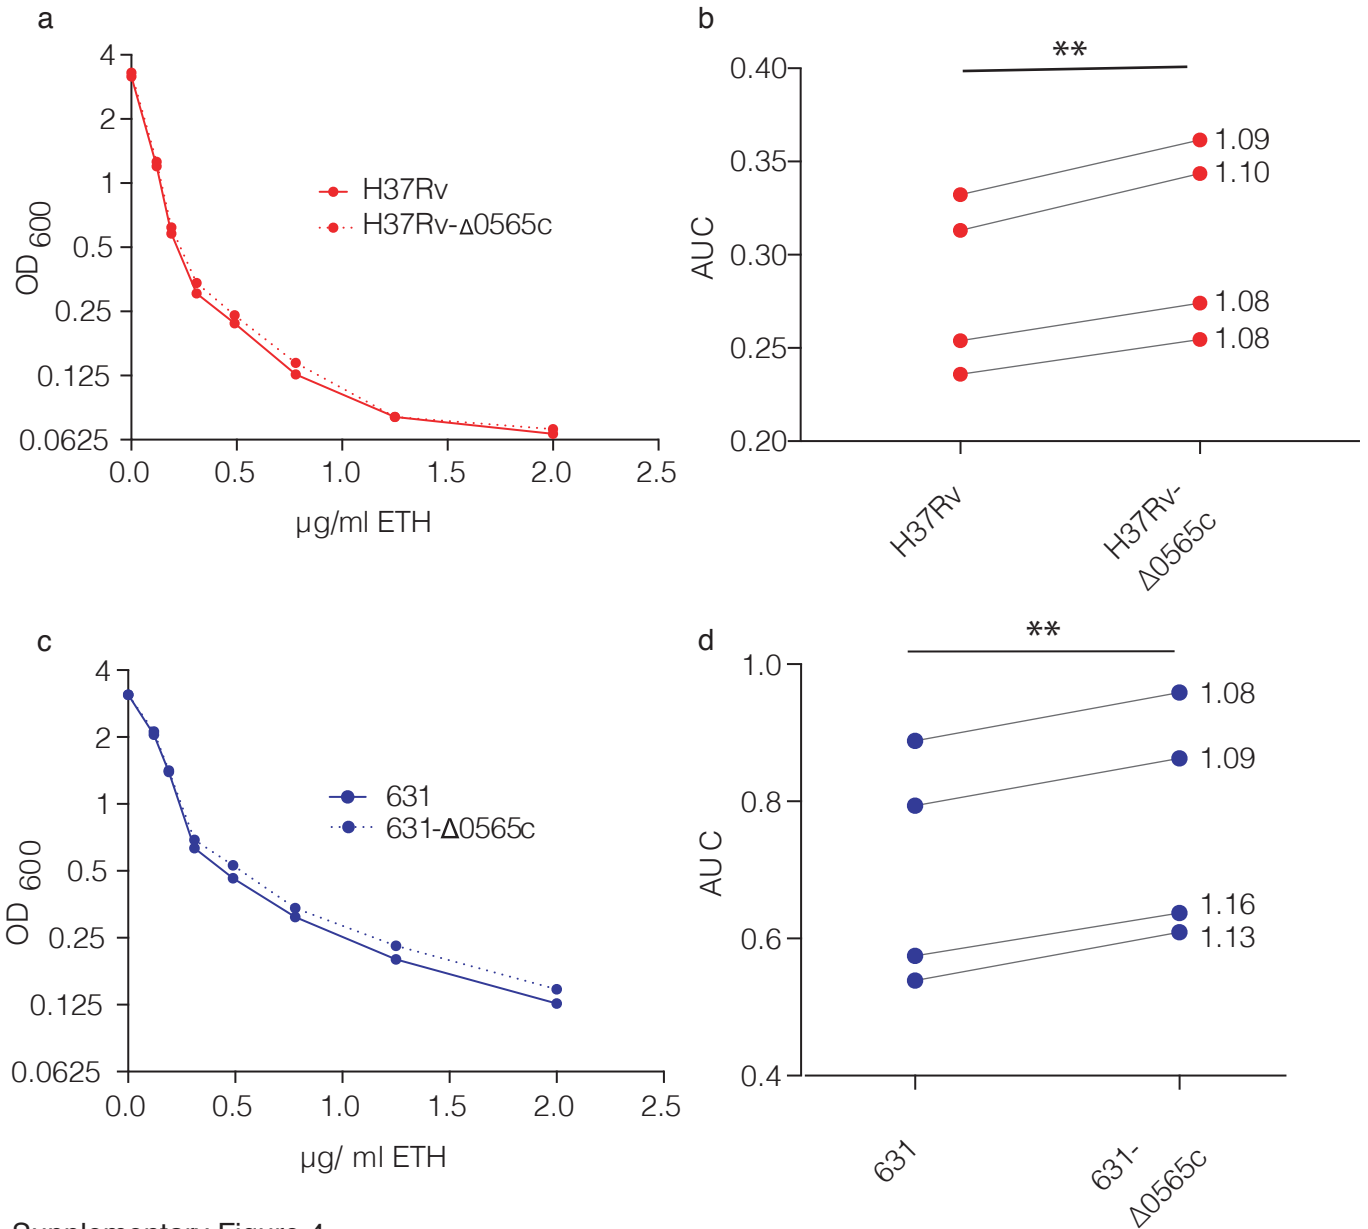 a
4
2
1
0.5
0.25
0.125
0.0625
OD 600
H37Rv
H37Rv-Δ0565c
0.0 0.5 1.0 1.5 2.0 2.5
µg/ml ETH
b
**
0.40
0.35
0.30
0.25
0.20
AUC
1.09
1.10
1.08
1.08
H37Rv
H37Rv-
Δ0565c
c
4
2
1
0.5
0.25
0.125
0.0625
OD 600
631
631-Δ0565c
0.0 0.5 1.0 1.5 2.0 2.5
µg/ ml ETH
d
**
1.0
0.8
0.6
0.4
AUC
1.08
1.09
1.16
1.13
631
631-
Δ0565c
Supplementary Figure 4